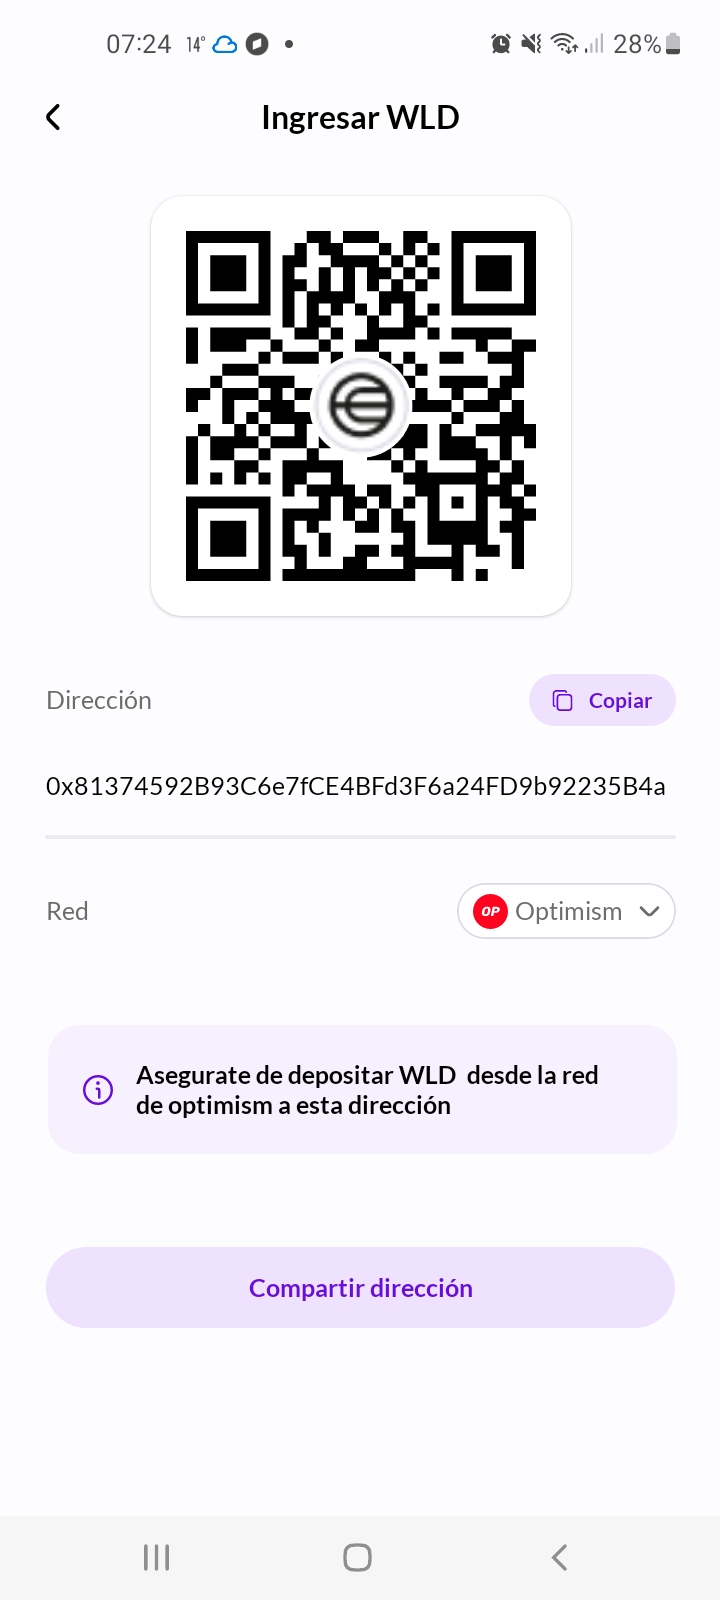 07:24 14° 28%
Ingresar WLD
Dirección
Copiar
0x81374592B93C6e7fCE4BFd3F6a24FD9b92235B4a
Red
OP Optimism
Asegurate de depositar WLD  desde la red
de optimism a esta dirección
Compartir dirección